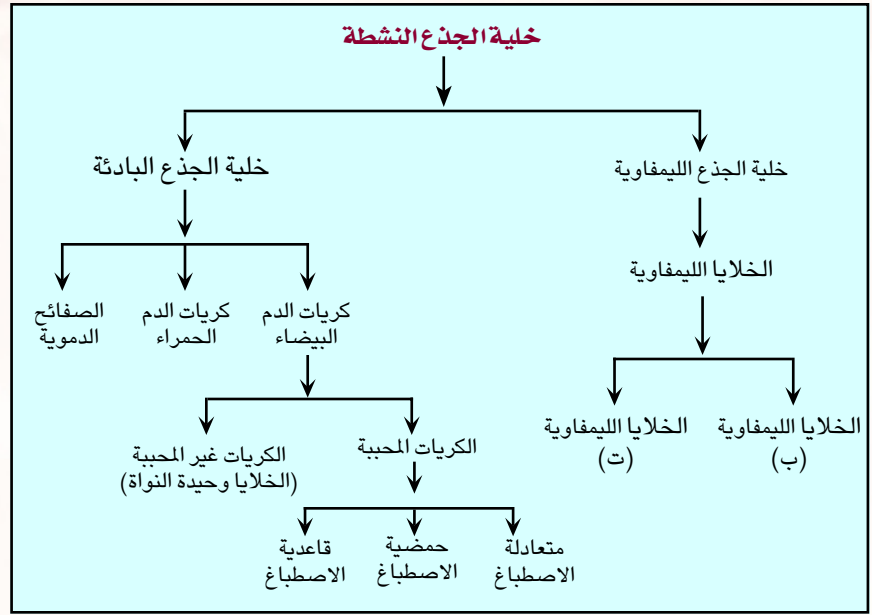 خلية الجذع النشطة
خلية الجذع الليمفاوية
خلية الجذع البادئة
الخلايا الليمفاوية
كريات الدم
البيضاء
كريات الدم
الحمراء
الصفائح
الدموية
الخلايا الليمفاوية
(ب)
الخلايا الليمفاوية
(ت)
الكريات المحببة
الكريات غير المحببة
(الخلايا وحيدة النواة)
متعادلة
الاصطباغ
حمضية
الاصطباغ
قاعدية
الاصطباغ